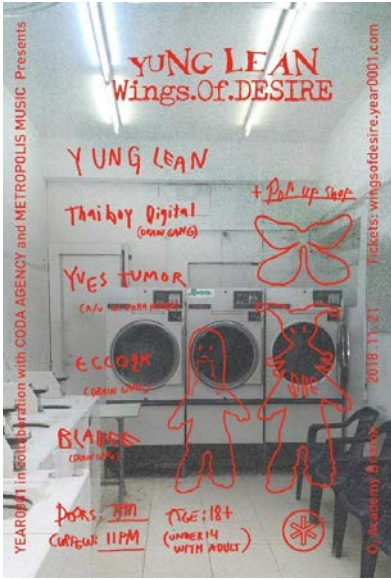 YEAR0001 in collaboration with CODA AGENCY and METROPOLIS MUSIC Presents
YUNG LEAN
Wings.Of.DESIRE
YUNG LEAN
+ POP UP Shop
Thaiboy Digital
(DRAIN GANG)
YVES TUMOR
ECCO2K
(DRAIN GANG)
BLADEE
(DRAIN GANG)
DOORS: 7PM
CURFEW: 11PM
AGE: 18+
(UNDER 14
WITH ADULT)
Tickets: wingsofdesire.year0001.com
2018-11-21
O₂ Academy Brixton